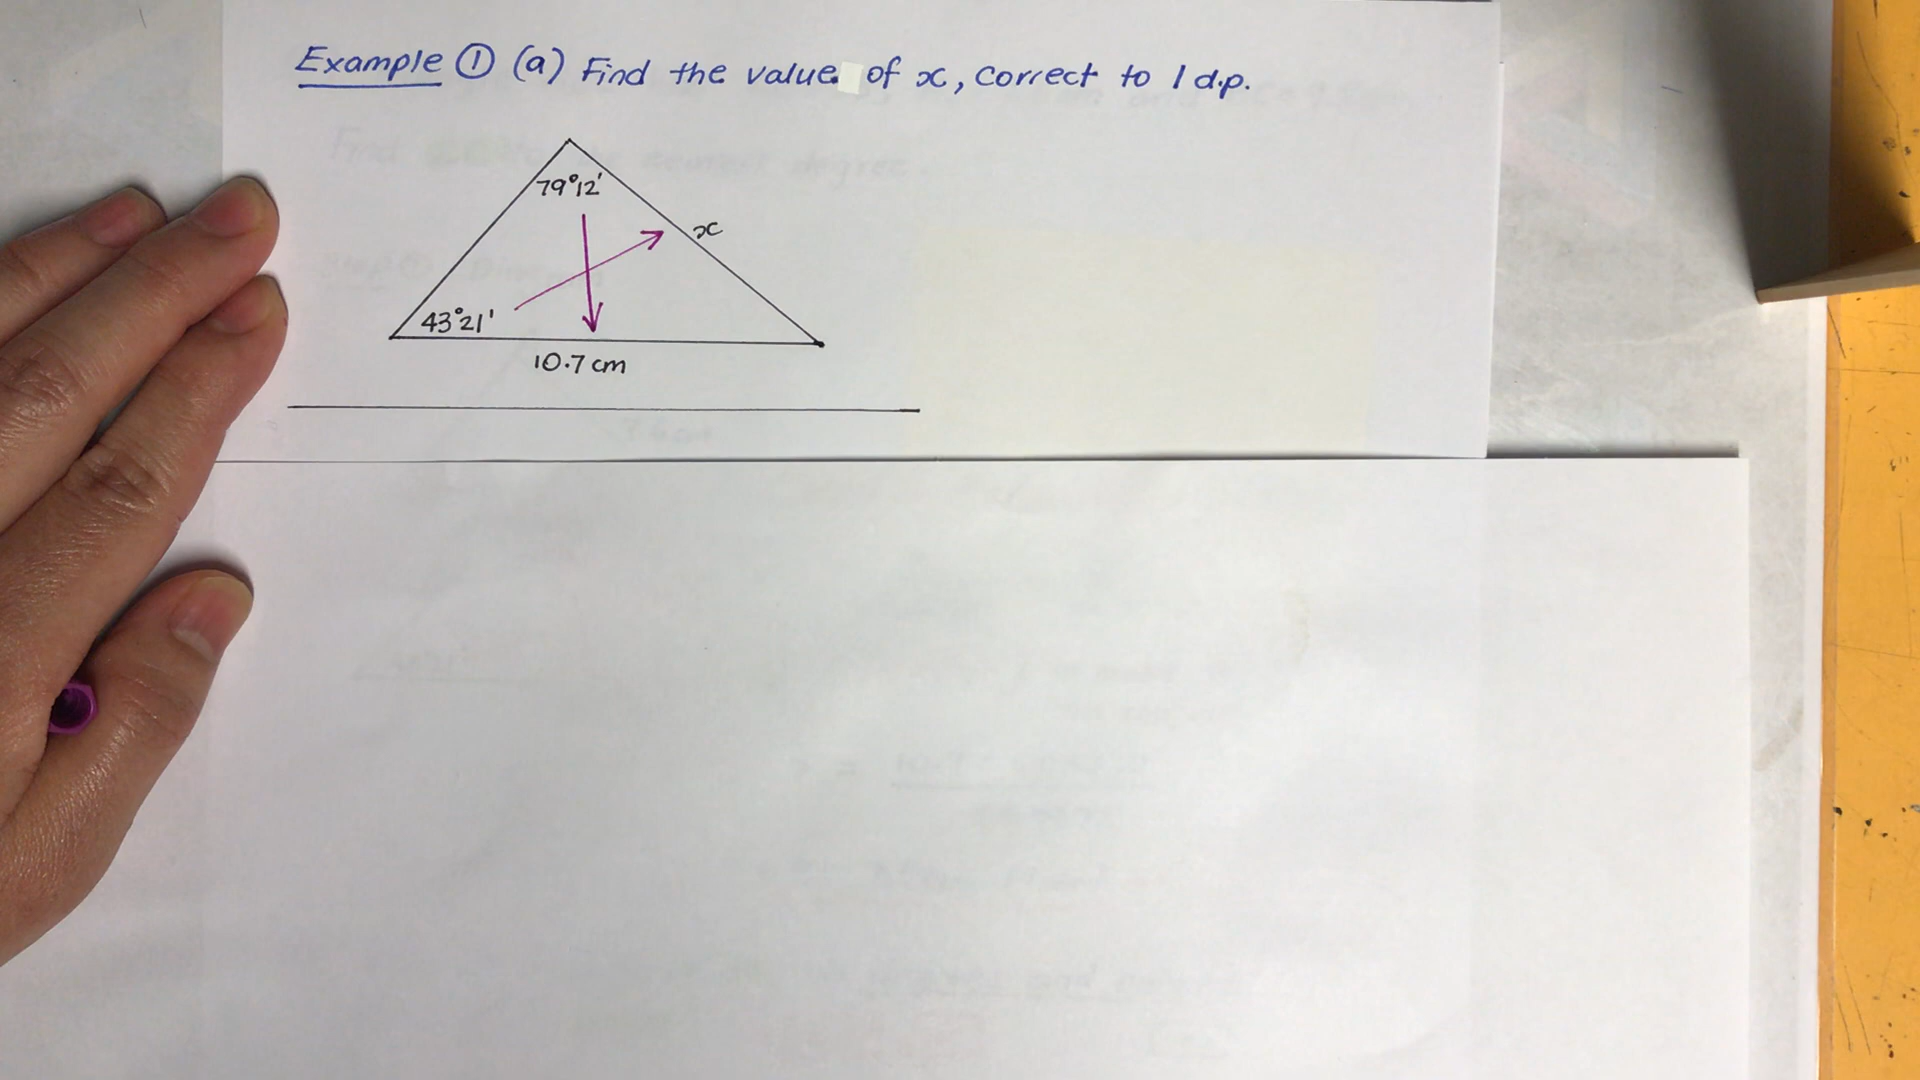 Example ① (a) Find the value of x, correct to 1 d.p.
79°12'
x
43°21'
10.7 cm